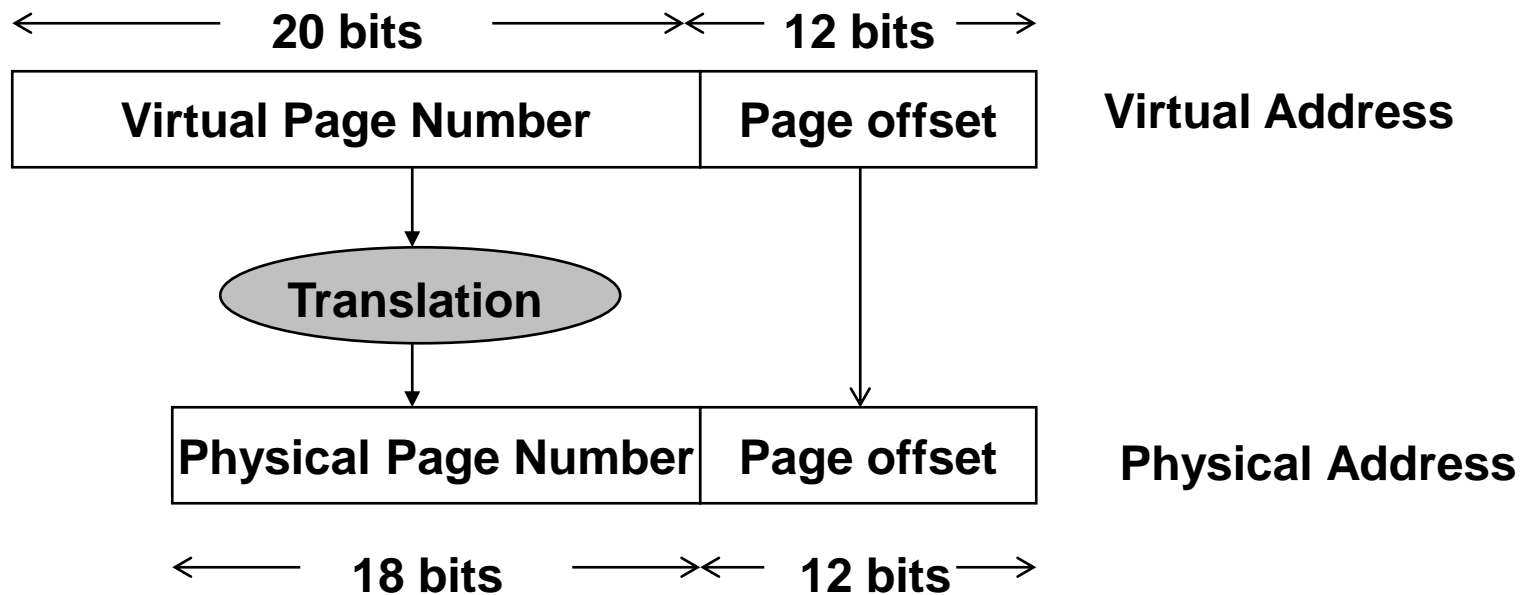 20 bits 12 bits
Virtual Page Number Page offset Virtual Address
Translation
Physical Page Number Page offset Physical Address
18 bits 12 bits